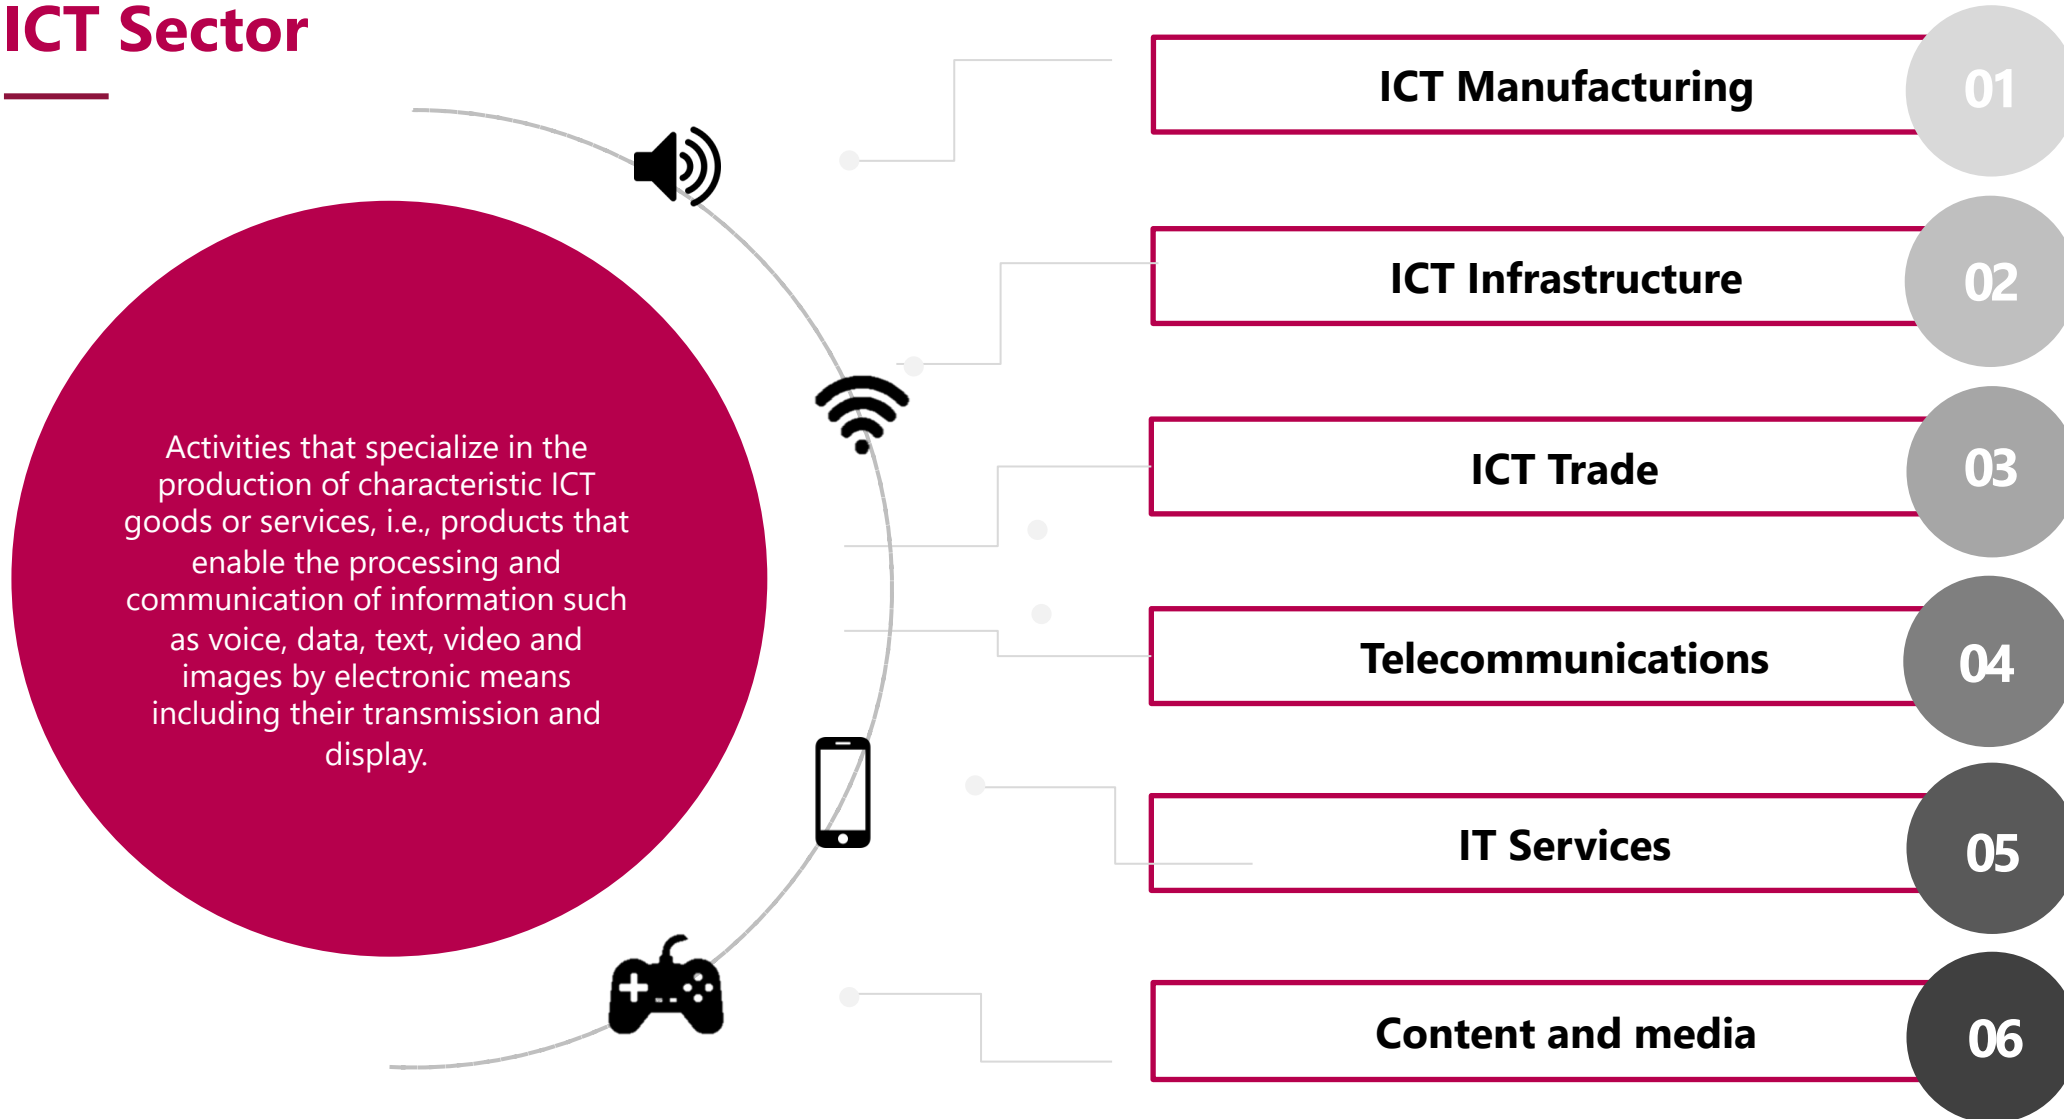 ICT Sector
Activities that specialize in the
production of characteristic ICT
goods or services, i.e., products that
enable the processing and
communication of information such
as voice, data, text, video and
images by electronic means
including their transmission and
display.
ICT Manufacturing
01
ICT Infrastructure
02
ICT Trade
03
Telecommunications
04
IT Services
05
Content and media
06